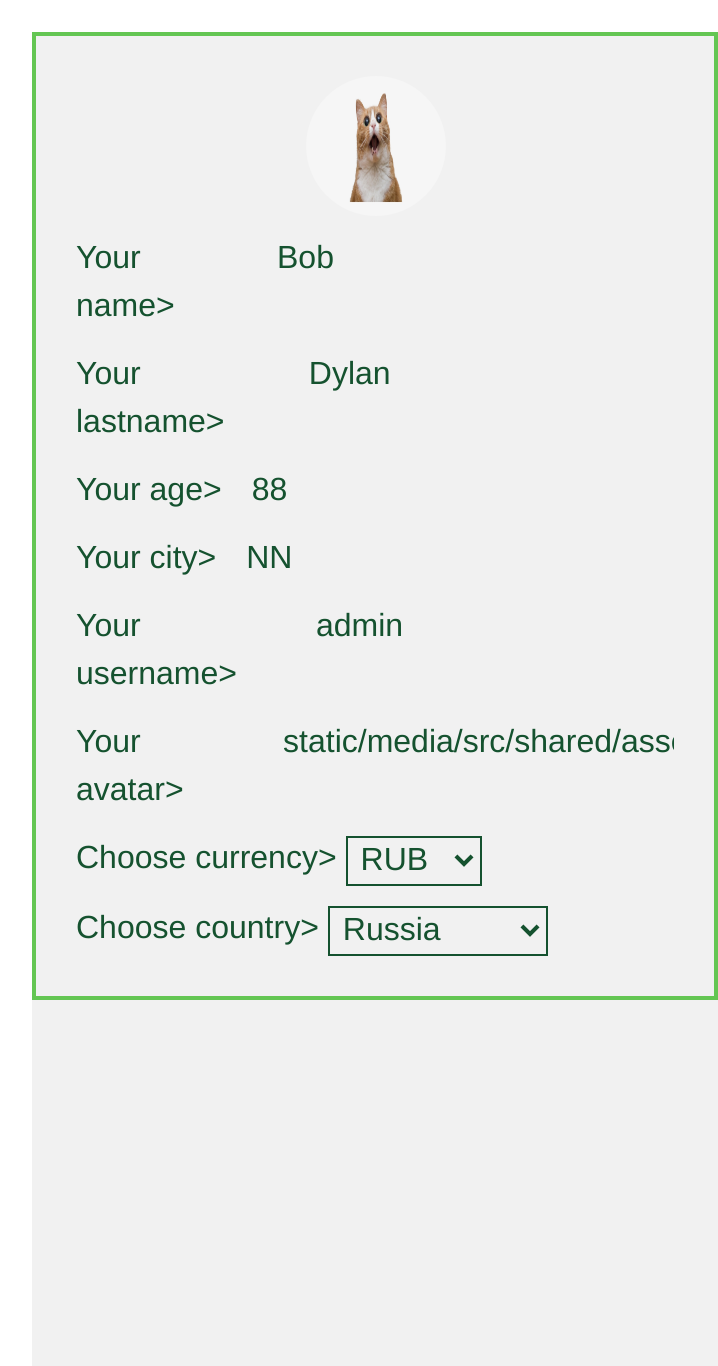 Your Bob
name>
Your Dylan
lastname>
Your age> 88
Your city> NN
Your admin
username>
Your static/media/src/shared/ass
avatar>
Choose currency> RUB
Choose country> Russia